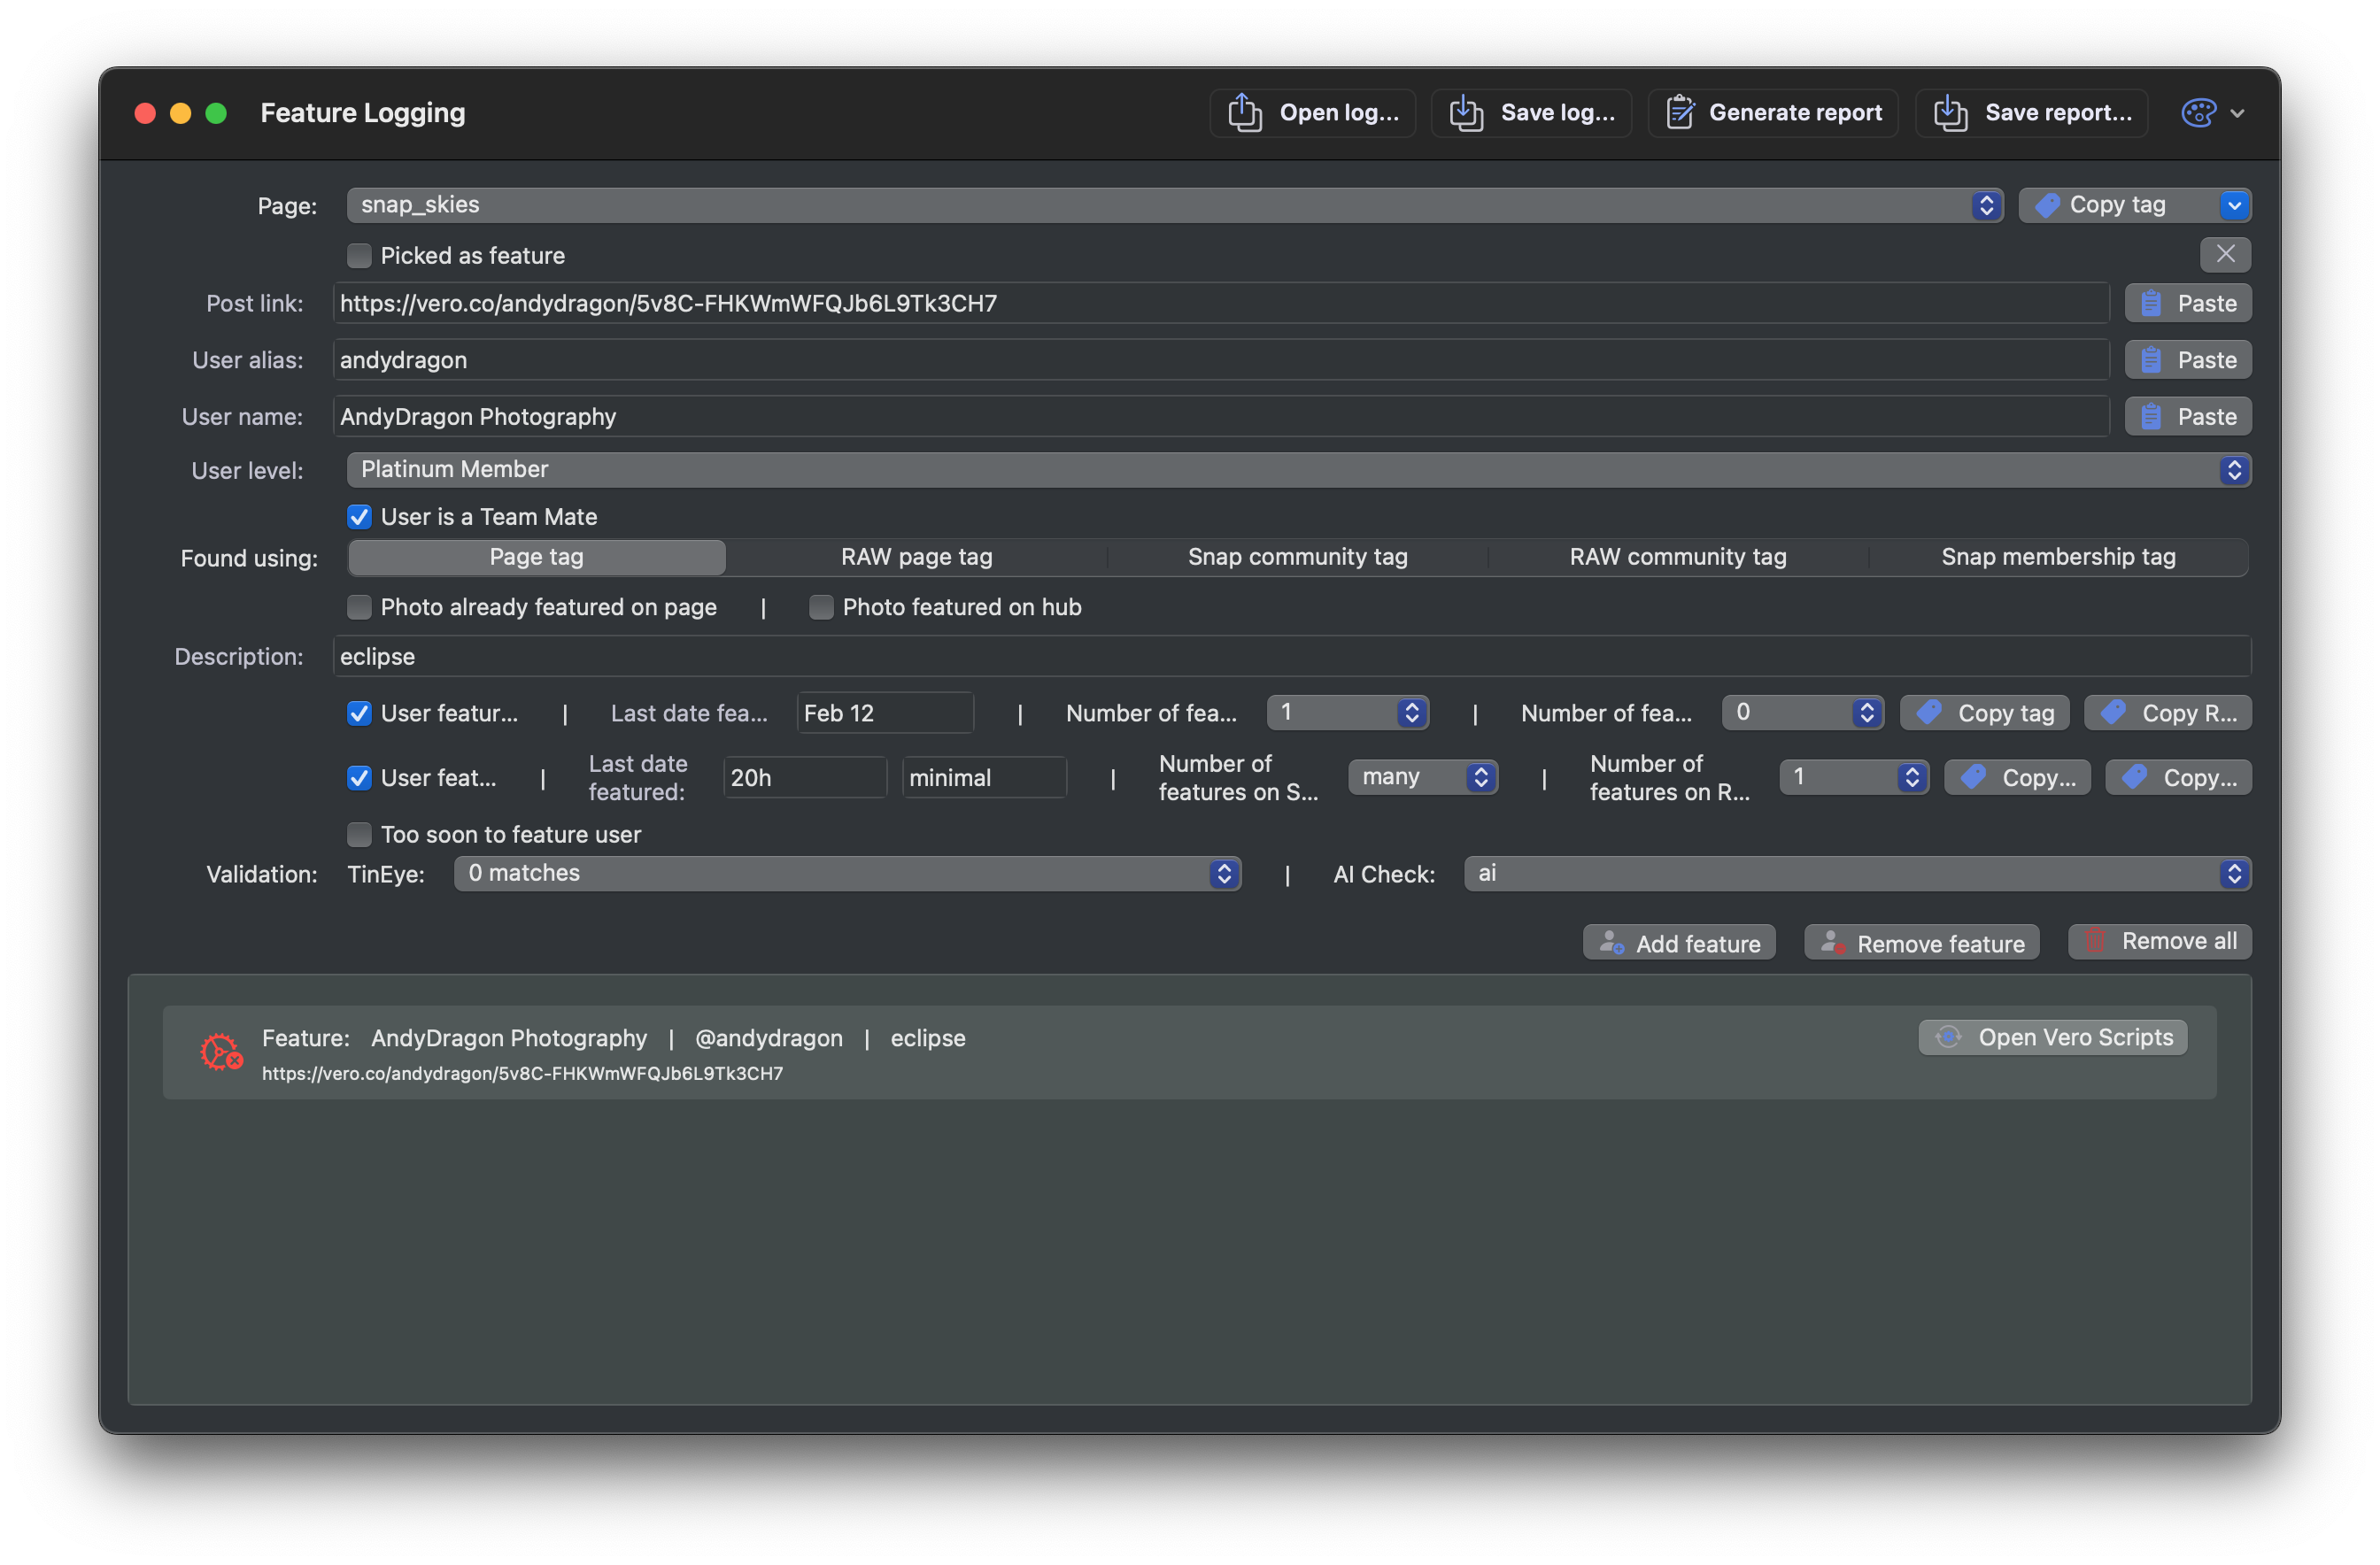 Feature Logging Open log... Save log... Generate report Save report...
Page: snap_skies Copy tag
Picked as feature
Post link: https://vero.co/andydragon/5v8C-FHKWmWFQJb6L9Tk3CH7 Paste
User alias: andydragon Paste
User name: AndyDragon Photography Paste
User level: Platinum Member
User is a Team Mate
Found using: Page tag RAW page tag Snap community tag RAW community tag Snap membership tag
Photo already featured on page | Photo featured on hub
Description: eclipse
User featur... | Last date fea... Feb 12 | Number of fea... 1 | Number of fea... 0 Copy tag Copy R...
User feat... | Last date featured: 20h minimal | Number of features on S... many | Number of features on R... 1 Copy... Copy...
Too soon to feature user
Validation: TinEye: 0 matches | AI Check: ai
Add feature Remove feature Remove all
Feature: AndyDragon Photography | @andydragon | eclipse Open Vero Scripts
https://vero.co/andydragon/5v8C-FHKWmWFQJb6L9Tk3CH7